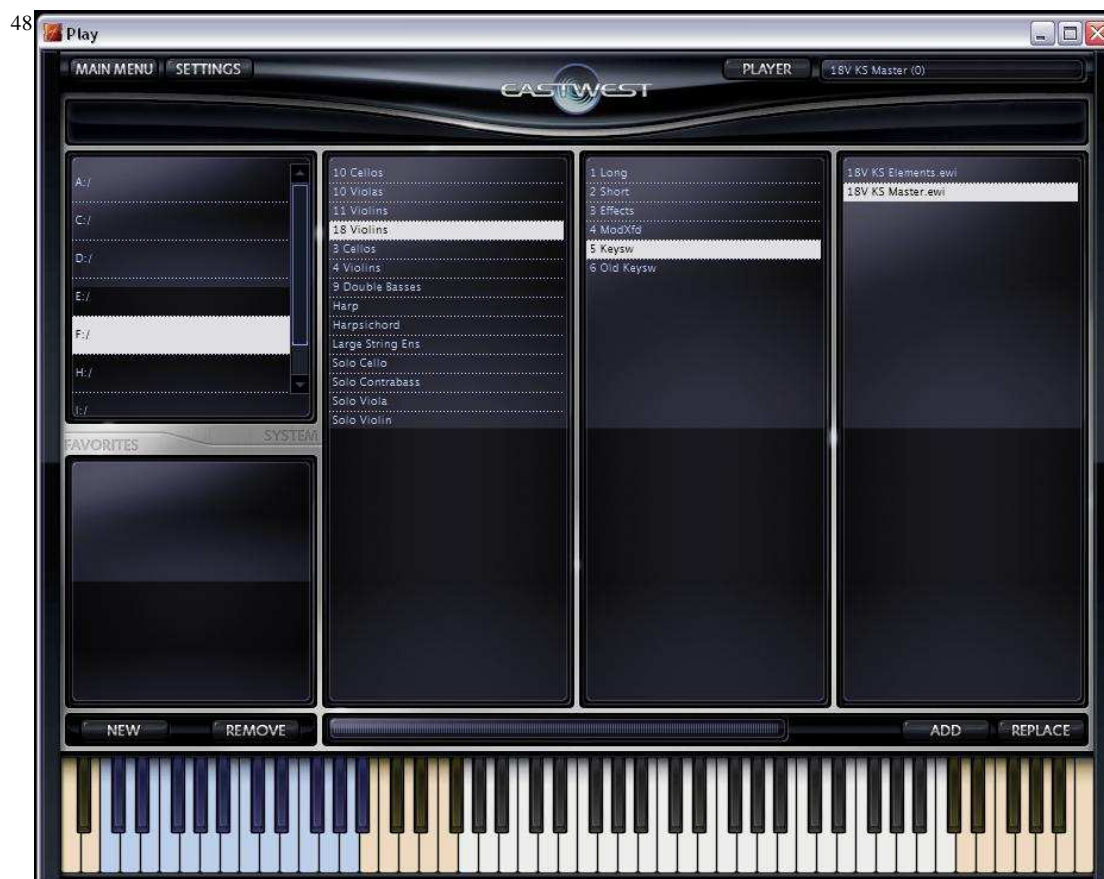 48
Play
MAIN MENU SETTINGS
EASTWEST
PLAYER 18V KS Master (0)
A:/
C:/
D:/
E:/
F:/
H:/
I:/
FAVORITES SYSTEM
10 Cellos
10 Violas
11 Violins
18 Violins
3 Cellos
4 Violins
9 Double Basses
Harp
Harpsichord
Large String Ens
Solo Cello
Solo Contrabass
Solo Viola
Solo Violin
1 Long
2 Short
3 Effects
4 ModXfd
5 Keysw
6 Old Keysw
18V KS Elements.ewi
18V KS Master.ewi
NEW REMOVE
ADD REPLACE